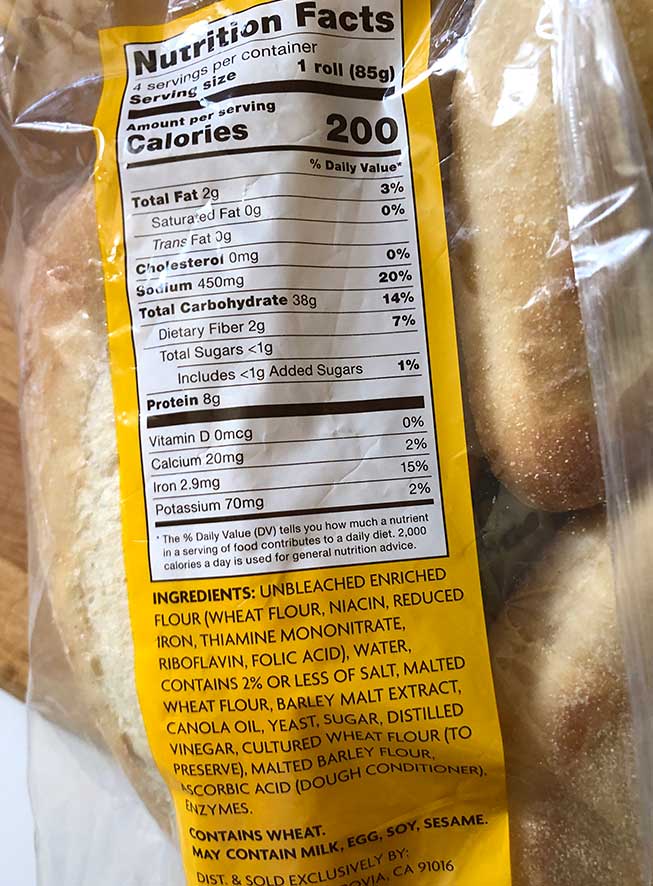 Nutrition Facts
4 servings per container
Serving size 1 roll (85g)
Amount per serving
Calories 200
% Daily Value*
Total Fat 2g 3%
Saturated Fat 0g 0%
Trans Fat 0g
Cholesterol 0mg 0%
Sodium 450mg 20%
Total Carbohydrate 38g 14%
Dietary Fiber 2g 7%
Total Sugars <1g
Includes <1g Added Sugars 1%
Protein 8g
Vitamin D 0mcg 0%
Calcium 20mg 2%
Iron 2.9mg 15%
Potassium 70mg 2%
* The % Daily Value (DV) tells you how much a nutrient
in a serving of food contributes to a daily diet. 2,000
calories a day is used for general nutrition advice.
INGREDIENTS: UNBLEACHED ENRICHED
FLOUR (WHEAT FLOUR, NIACIN, REDUCED
IRON, THIAMINE MONONITRATE,
RIBOFLAVIN, FOLIC ACID), WATER,
CONTAINS 2% OR LESS OF SALT, MALTED
WHEAT FLOUR, BARLEY MALT EXTRACT,
CANOLA OIL, YEAST, SUGAR, DISTILLED
VINEGAR, CULTURED WHEAT FLOUR (TO
PRESERVE), MALTED BARLEY FLOUR,
ASCORBIC ACID (DOUGH CONDITIONER),
ENZYMES.
CONTAINS WHEAT.
MAY CONTAIN MILK, EGG, SOY, SESAME.
DIST. & SOLD EXCLUSIVELY BY:
CA 91016